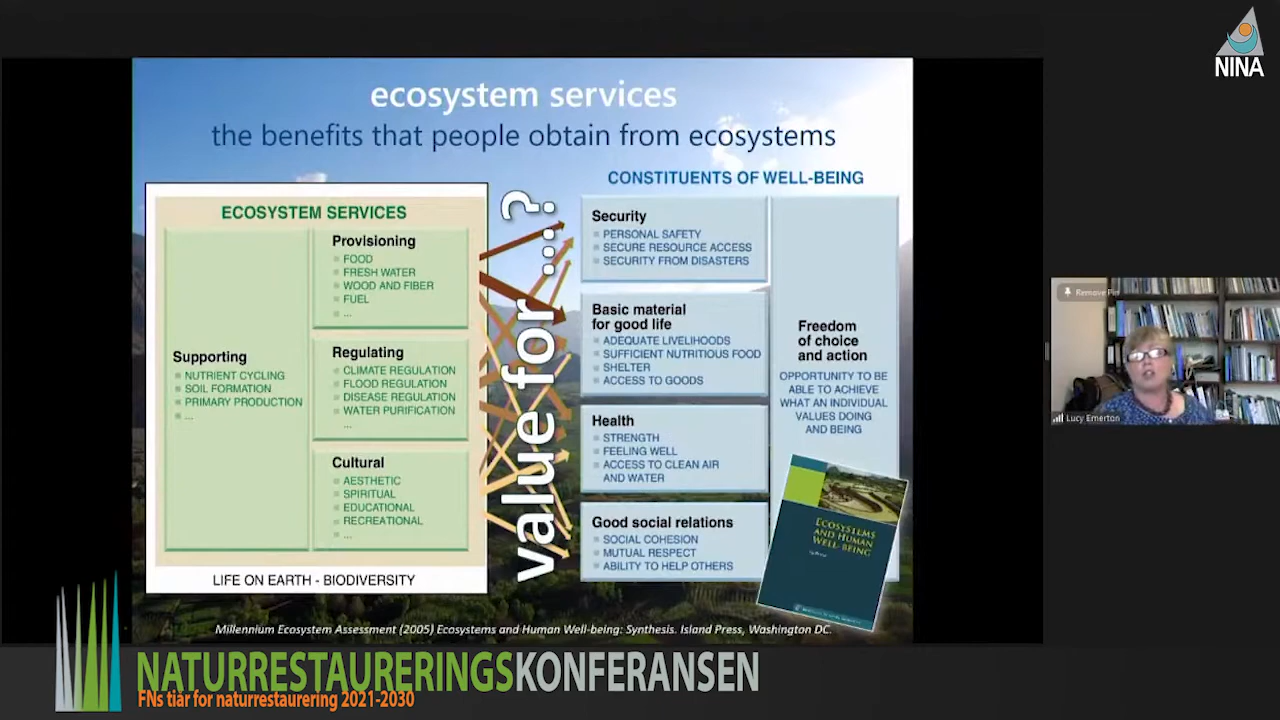 NINA
ecosystem services
the benefits that people obtain from ecosystems
ECOSYSTEM SERVICES
Supporting
NUTRIENT CYCLING
SOIL FORMATION
PRIMARY PRODUCTION
...
Provisioning
FOOD
FRESH WATER
WOOD AND FIBER
FUEL
...
Regulating
CLIMATE REGULATION
FLOOD REGULATION
DISEASE REGULATION
WATER PURIFICATION
...
Cultural
AESTHETIC
SPIRITUAL
EDUCATIONAL
RECREATIONAL
...
LIFE ON EARTH - BIODIVERSITY
value for ...?
CONSTITUENTS OF WELL-BEING
Security
PERSONAL SAFETY
SECURE RESOURCE ACCESS
SECURITY FROM DISASTERS
Basic material
for good life
ADEQUATE LIVELIHOODS
SUFFICIENT NUTRITIOUS FOOD
SHELTER
ACCESS TO GOODS
Health
STRENGTH
FEELING WELL
ACCESS TO CLEAN AIR
AND WATER
Good social relations
SOCIAL COHESION
MUTUAL RESPECT
ABILITY TO HELP OTHERS
Freedom
of choice
and action
OPPORTUNITY TO BE
ABLE TO ACHIEVE
WHAT AN INDIVIDUAL
VALUES DOING
AND BEING
ECOSYSTEMS
AND HUMAN
WELL-BEING
Millennium Ecosystem Assessment (2005) Ecosystems and Human Well-being: Synthesis. Island Press, Washington DC.
Remove Pin
Lucy Emerton
NATURRESTAURERINGSKONFERANSEN
FNs tiår for naturrestaurering 2021-2030